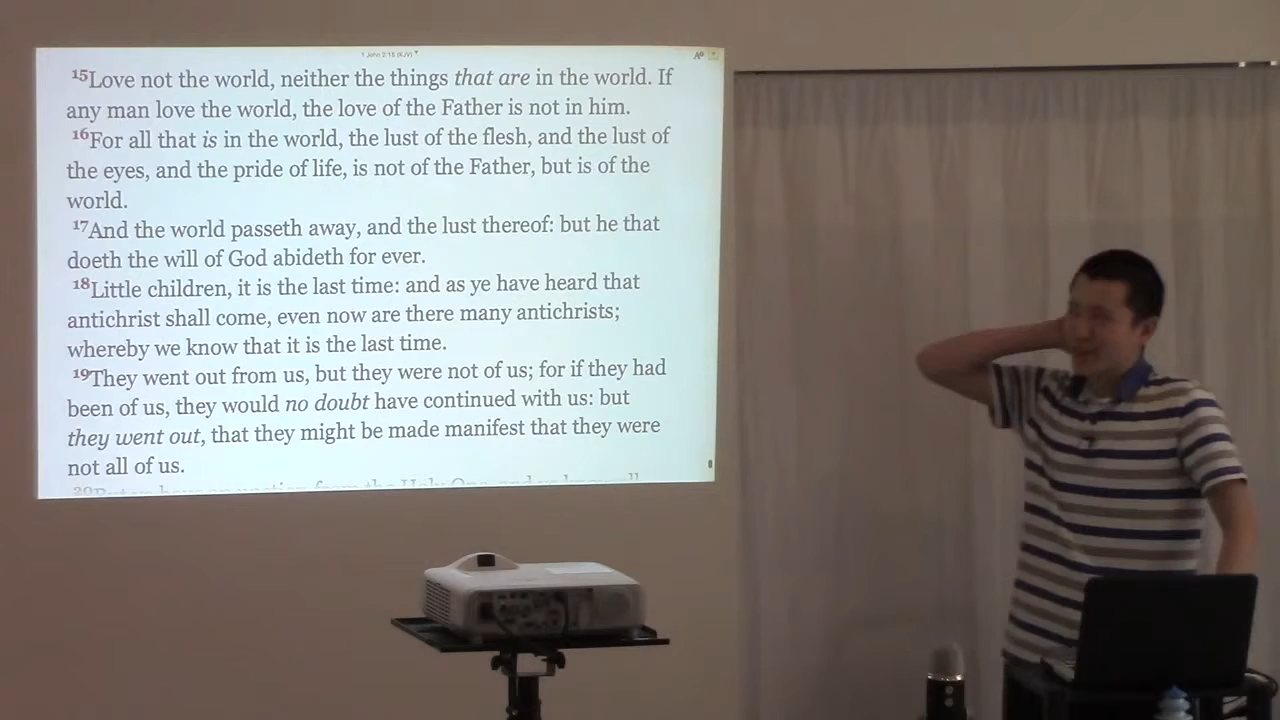 1 John 2:15 (KJV)
15Love not the world, neither the things that are in the world. If
any man love the world, the love of the Father is not in him.
16For all that is in the world, the lust of the flesh, and the lust of
the eyes, and the pride of life, is not of the Father, but is of the
world.
17And the world passeth away, and the lust thereof: but he that
doeth the will of God abideth for ever.
18Little children, it is the last time: and as ye have heard that
antichrist shall come, even now are there many antichrists;
whereby we know that it is the last time.
19They went out from us, but they were not of us; for if they had
been of us, they would no doubt have continued with us: but
they went out, that they might be made manifest that they were
not all of us.